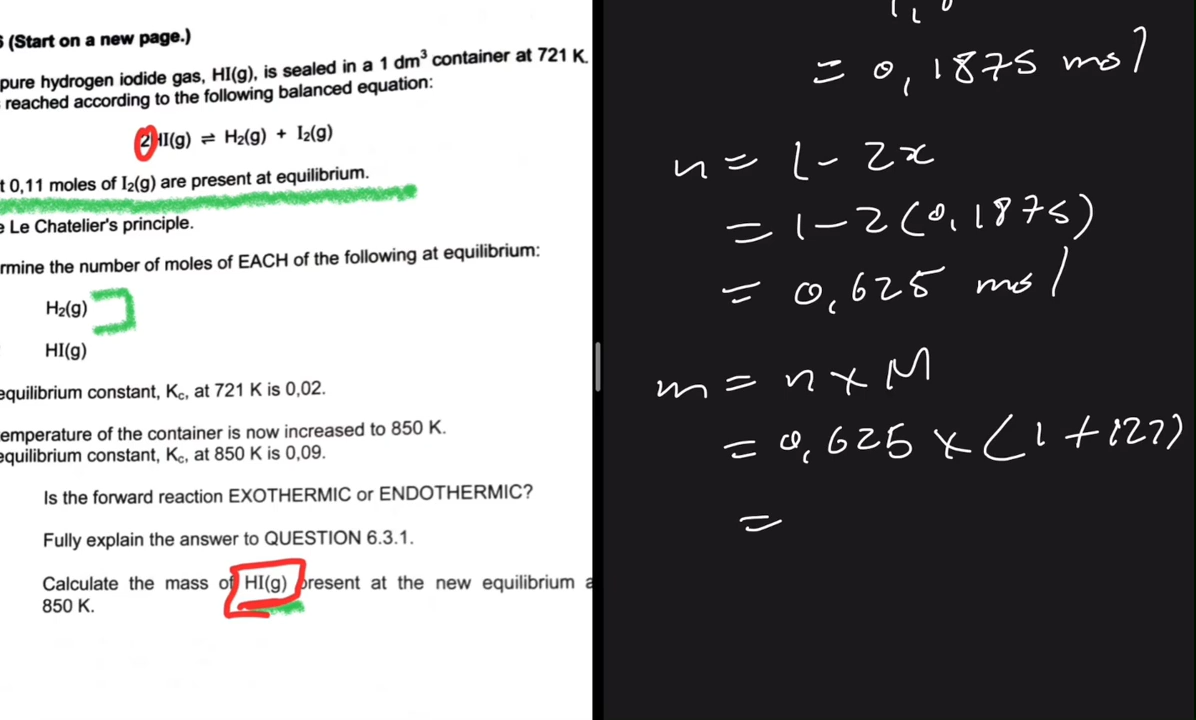 6 (Start on a new page.)
pure hydrogen iodide gas, HI(g), is sealed in a 1 dm³ container at 721 K.
reached according to the following balanced equation:
2HI(g) ⇌ H₂(g) + I₂(g)
t 0,11 moles of I₂(g) are present at equilibrium.
e Le Chatelier's principle.
rmine the number of moles of EACH of the following at equilibrium:
H₂(g)
HI(g)
equilibrium constant, K꜀, at 721 K is 0,02.
emperature of the container is now increased to 850 K.
equilibrium constant, K꜀, at 850 K is 0,09.
Is the forward reaction EXOTHERMIC or ENDOTHERMIC?
Fully explain the answer to QUESTION 6.3.1.
Calculate the mass of HI(g) present at the new equilibrium a
850 K.
= 0,1875 mol
n = 1 - 2x
= 1 - 2(0,1875)
= 0,625 mol
m = n × M
= 0,625 × (1 + 127)
=